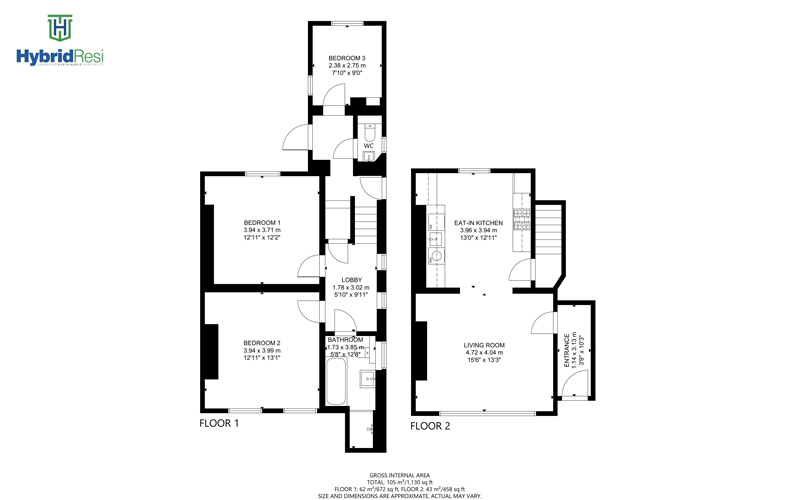 HybridResi
BEDROOM 3
2.38 x 2.75 m
7'10" x 9'0"
WC
BEDROOM 1
3.94 x 3.71 m
12'11" x 12'2"
LOBBY
1.78 x 3.02 m
5'10" x 9'11"
BEDROOM 2
3.94 x 3.99 m
12'11" x 13'1"
BATHROOM
1.73 x 3.85 m
5'8" x 12'8"
FLOOR 1
EAT-IN KITCHEN
3.96 x 3.94 m
13'0" x 12'11"
LIVING ROOM
4.72 x 4.04 m
15'6" x 13'3"
ENTRANCE
1.14 x 3.13 m
3'9" x 10'3"
FLOOR 2
GROSS INTERNAL AREA
TOTAL: 105 m²/1,130 sq ft
FLOOR 1: 62 m²/672 sq ft, FLOOR 2: 43 m²/458 sq ft
SIZE AND DIMENSIONS ARE APPROXIMATE, ACTUAL MAY VARY.